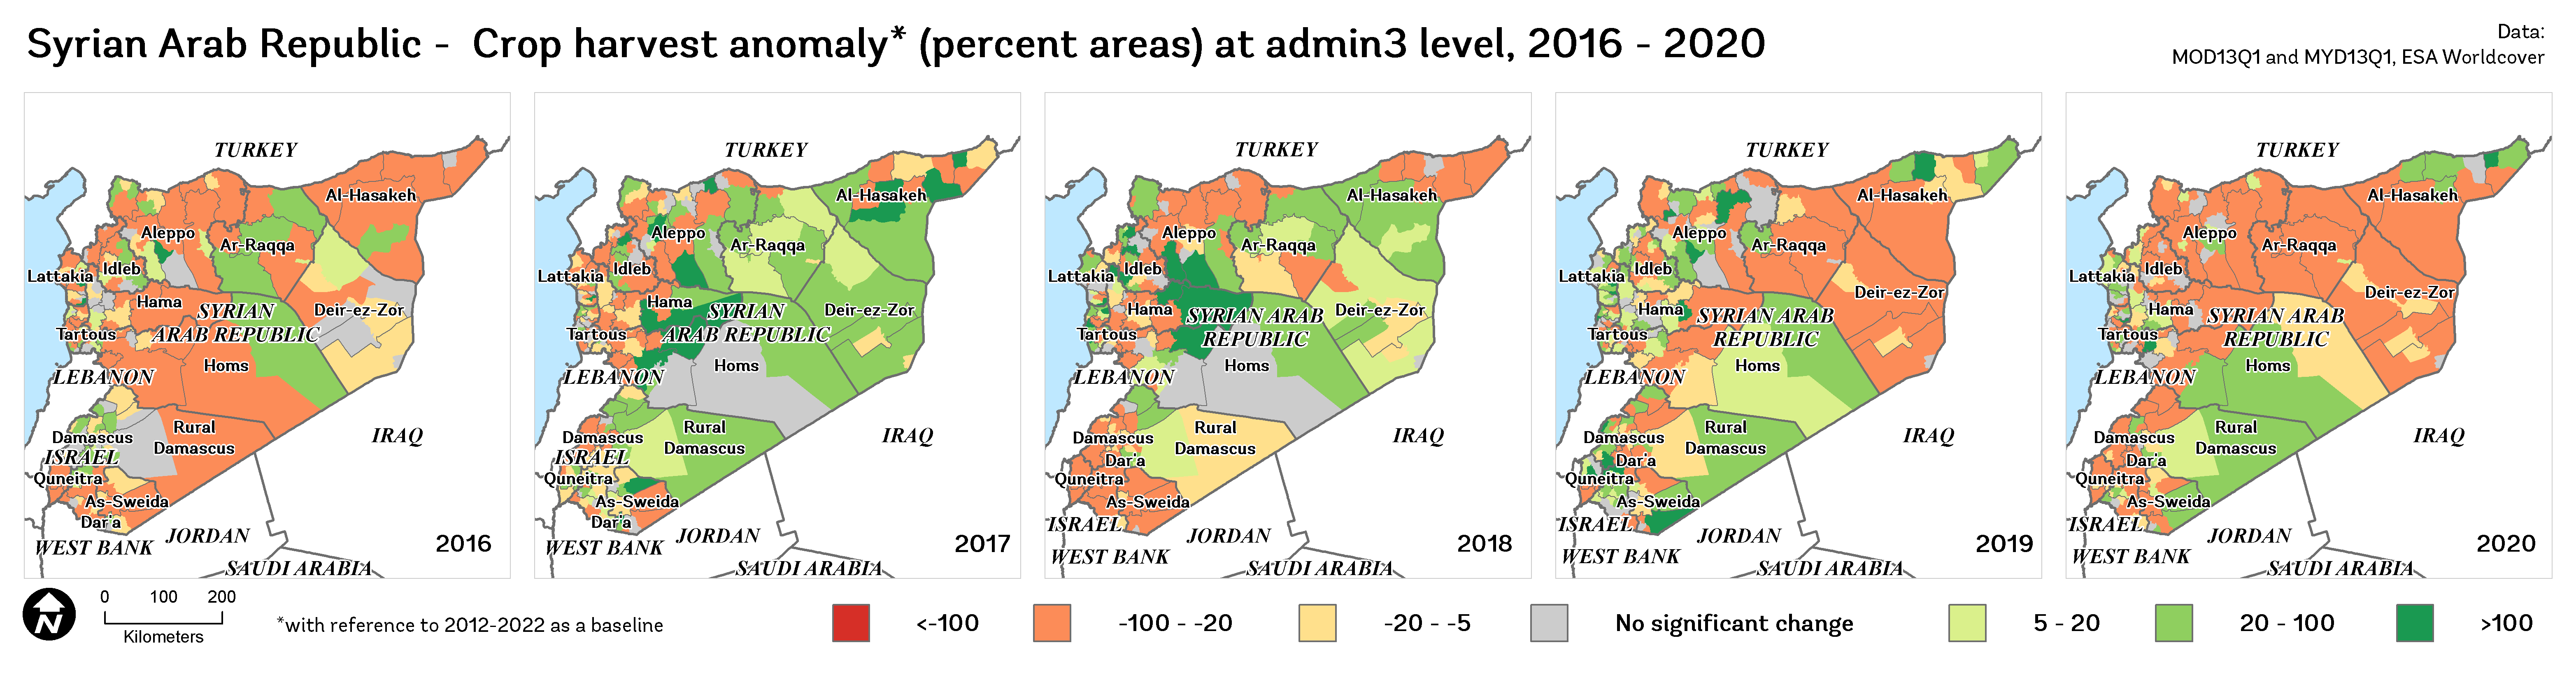 Syrian Arab Republic - Crop harvest anomaly* (percent areas) at admin3 level, 2016 - 2020
Data:
MOD13Q1 and MYD13Q1, ESA Worldcover
TURKEY
Al-Hasakeh
Aleppo
Ar-Raqqa
Lattakia
Idleb
Hama
SYRIAN
Deir-ez-Zor
Tartous
ARAB REPUBLIC
Homs
LEBANON
Rural
Damascus
Damascus
IRAQ
ISRAEL
Quneitra
As-Sweida
Dar'a
JORDAN
WEST BANK
2016
SAUDI ARABIA
TURKEY
Al-Hasakeh
Aleppo
Ar-Raqqa
Lattakia
Idleb
Hama
SYRIAN
Deir-ez-Zor
Tartous
ARAB REPUBLIC
Homs
LEBANON
Rural
Damascus
Damascus
IRAQ
ISRAEL
Quneitra
As-Sweida
Dar'a
JORDAN
WEST BANK
2017
SAUDI ARABIA
TURKEY
Al-Hasakeh
Aleppo
Ar-Raqqa
Lattakia
Idleb
Hama
SYRIAN ARAB
Deir-ez-Zor
Tartous
REPUBLIC
Homs
LEBANON
Rural
Damascus
Damascus
IRAQ
Dar'a
Quneitra
As-Sweida
ISRAEL
JORDAN
WEST BANK
2018
SAUDI ARABIA
TURKEY
Al-Hasakeh
Aleppo
Ar-Raqqa
Lattakia
Idleb
Deir-ez-Zor
Hama
SYRIAN ARAB
Tartous
REPUBLIC
Homs
LEBANON
Rural
Damascus
Damascus
IRAQ
Dar'a
Quneitra
As-Sweida
ISRAEL
JORDAN
WEST BANK
2019
SAUDI ARABIA
TURKEY
Al-Hasakeh
Aleppo
Ar-Raqqa
Lattakia
Idleb
Deir-ez-Zor
Hama
SYRIAN ARAB
Tartous
REPUBLIC
Homs
LEBANON
Rural
Damascus
Damascus
IRAQ
Dar'a
Quneitra
As-Sweida
ISRAEL
JORDAN
WEST BANK
2020
SAUDI ARABIA
N
0 100 200
Kilometers
*with reference to 2012-2022 as a baseline
<-100
-100 - -20
-20 - -5
No significant change
5 - 20
20 - 100
>100